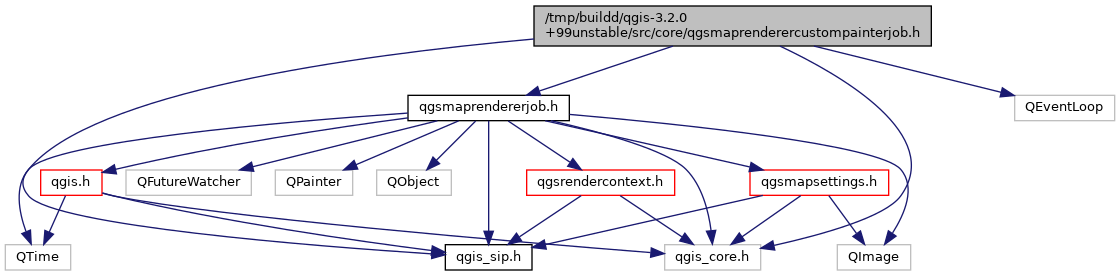 /tmp/buildd/qgis-3.2.0
+99unstable/src/core/qgsmaprenderercustompainterjob.h
qgsmaprendererjob.h
QEventLoop
qgis.h
QFutureWatcher
QPainter
QObject
qgsrendercontext.h
qgsmapsettings.h
QTime
qgis_sip.h
qgis_core.h
QImage